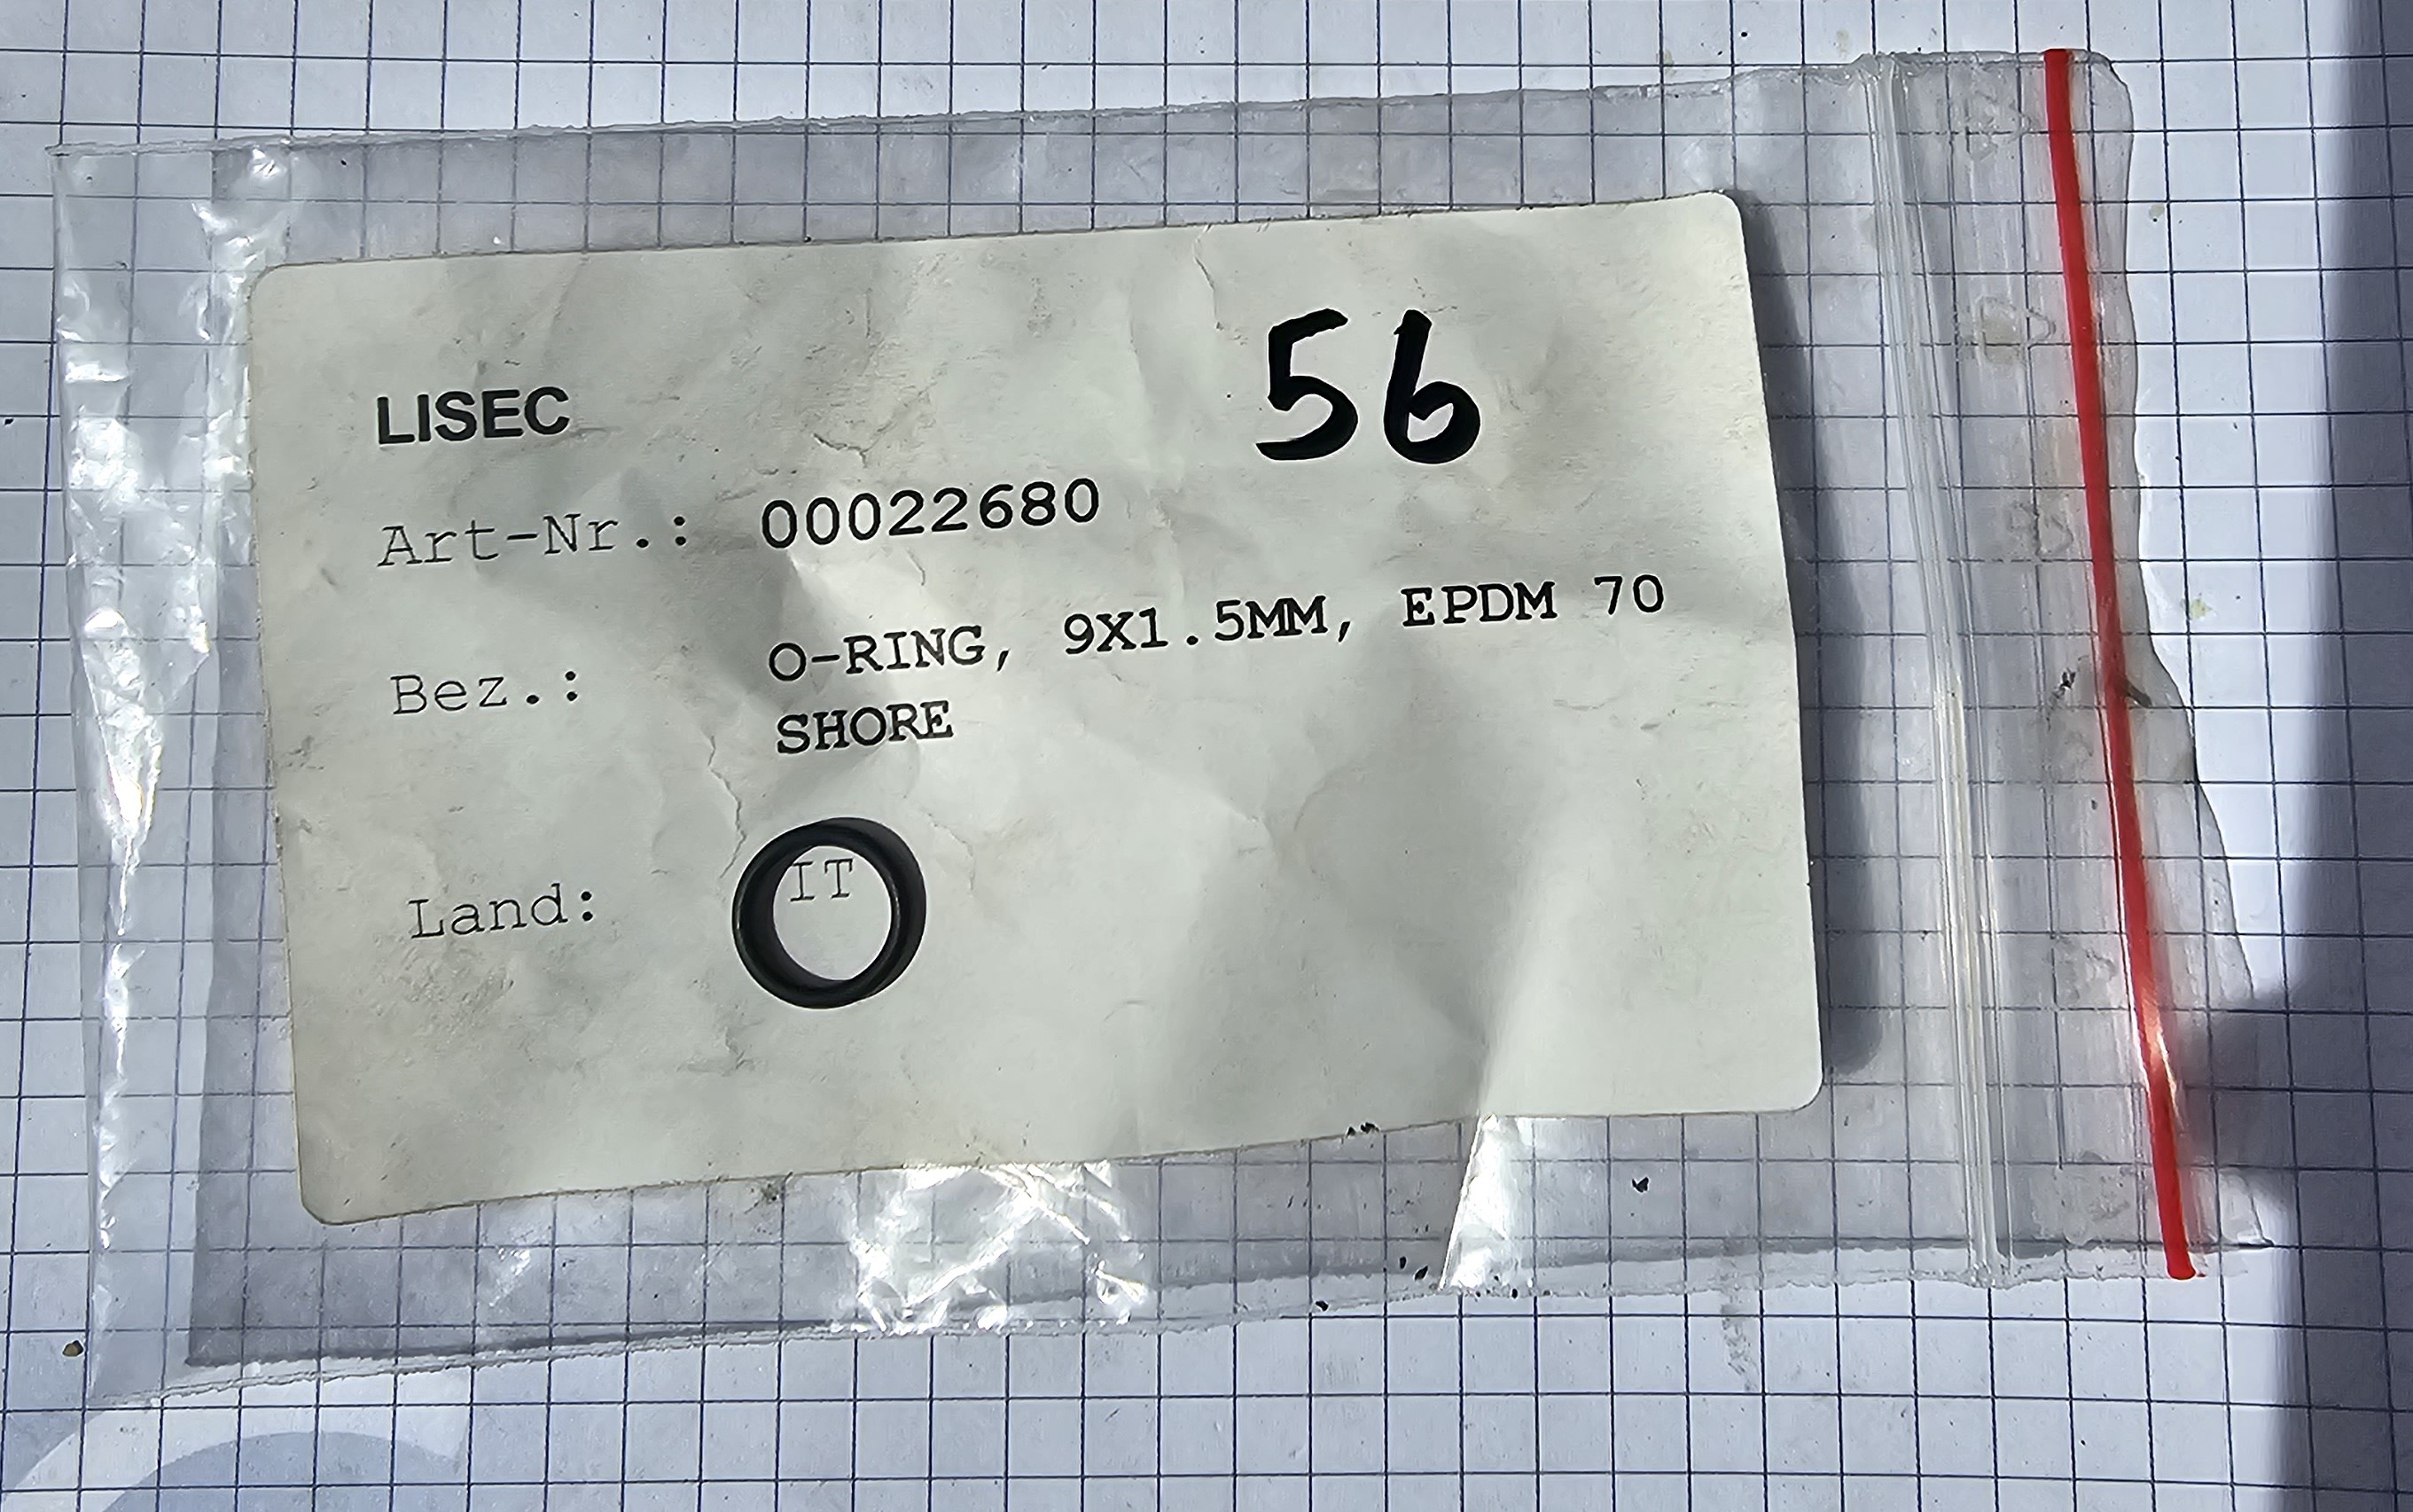 LISEC
56
Art-Nr.: 00022680
Bez.: O-RING, 9X1.5MM, EPDM 70
SHORE
Land: IT